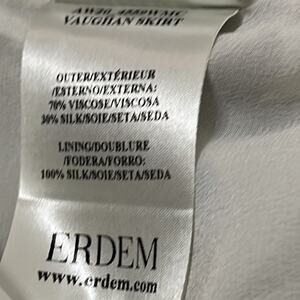 VAUGHAN SKIRT
OUTER/EXTÉRIEUR
/ESTERNO/EXTERNA:
70% VISCOSE/VISCOSA
30% SILK/SOIE/SETA/SEDA
LINING/DOUBLURE
/FODERA/FORRO:
100% SILK/SOIE/SETA/SEDA
ERDEM
www.erdem.com